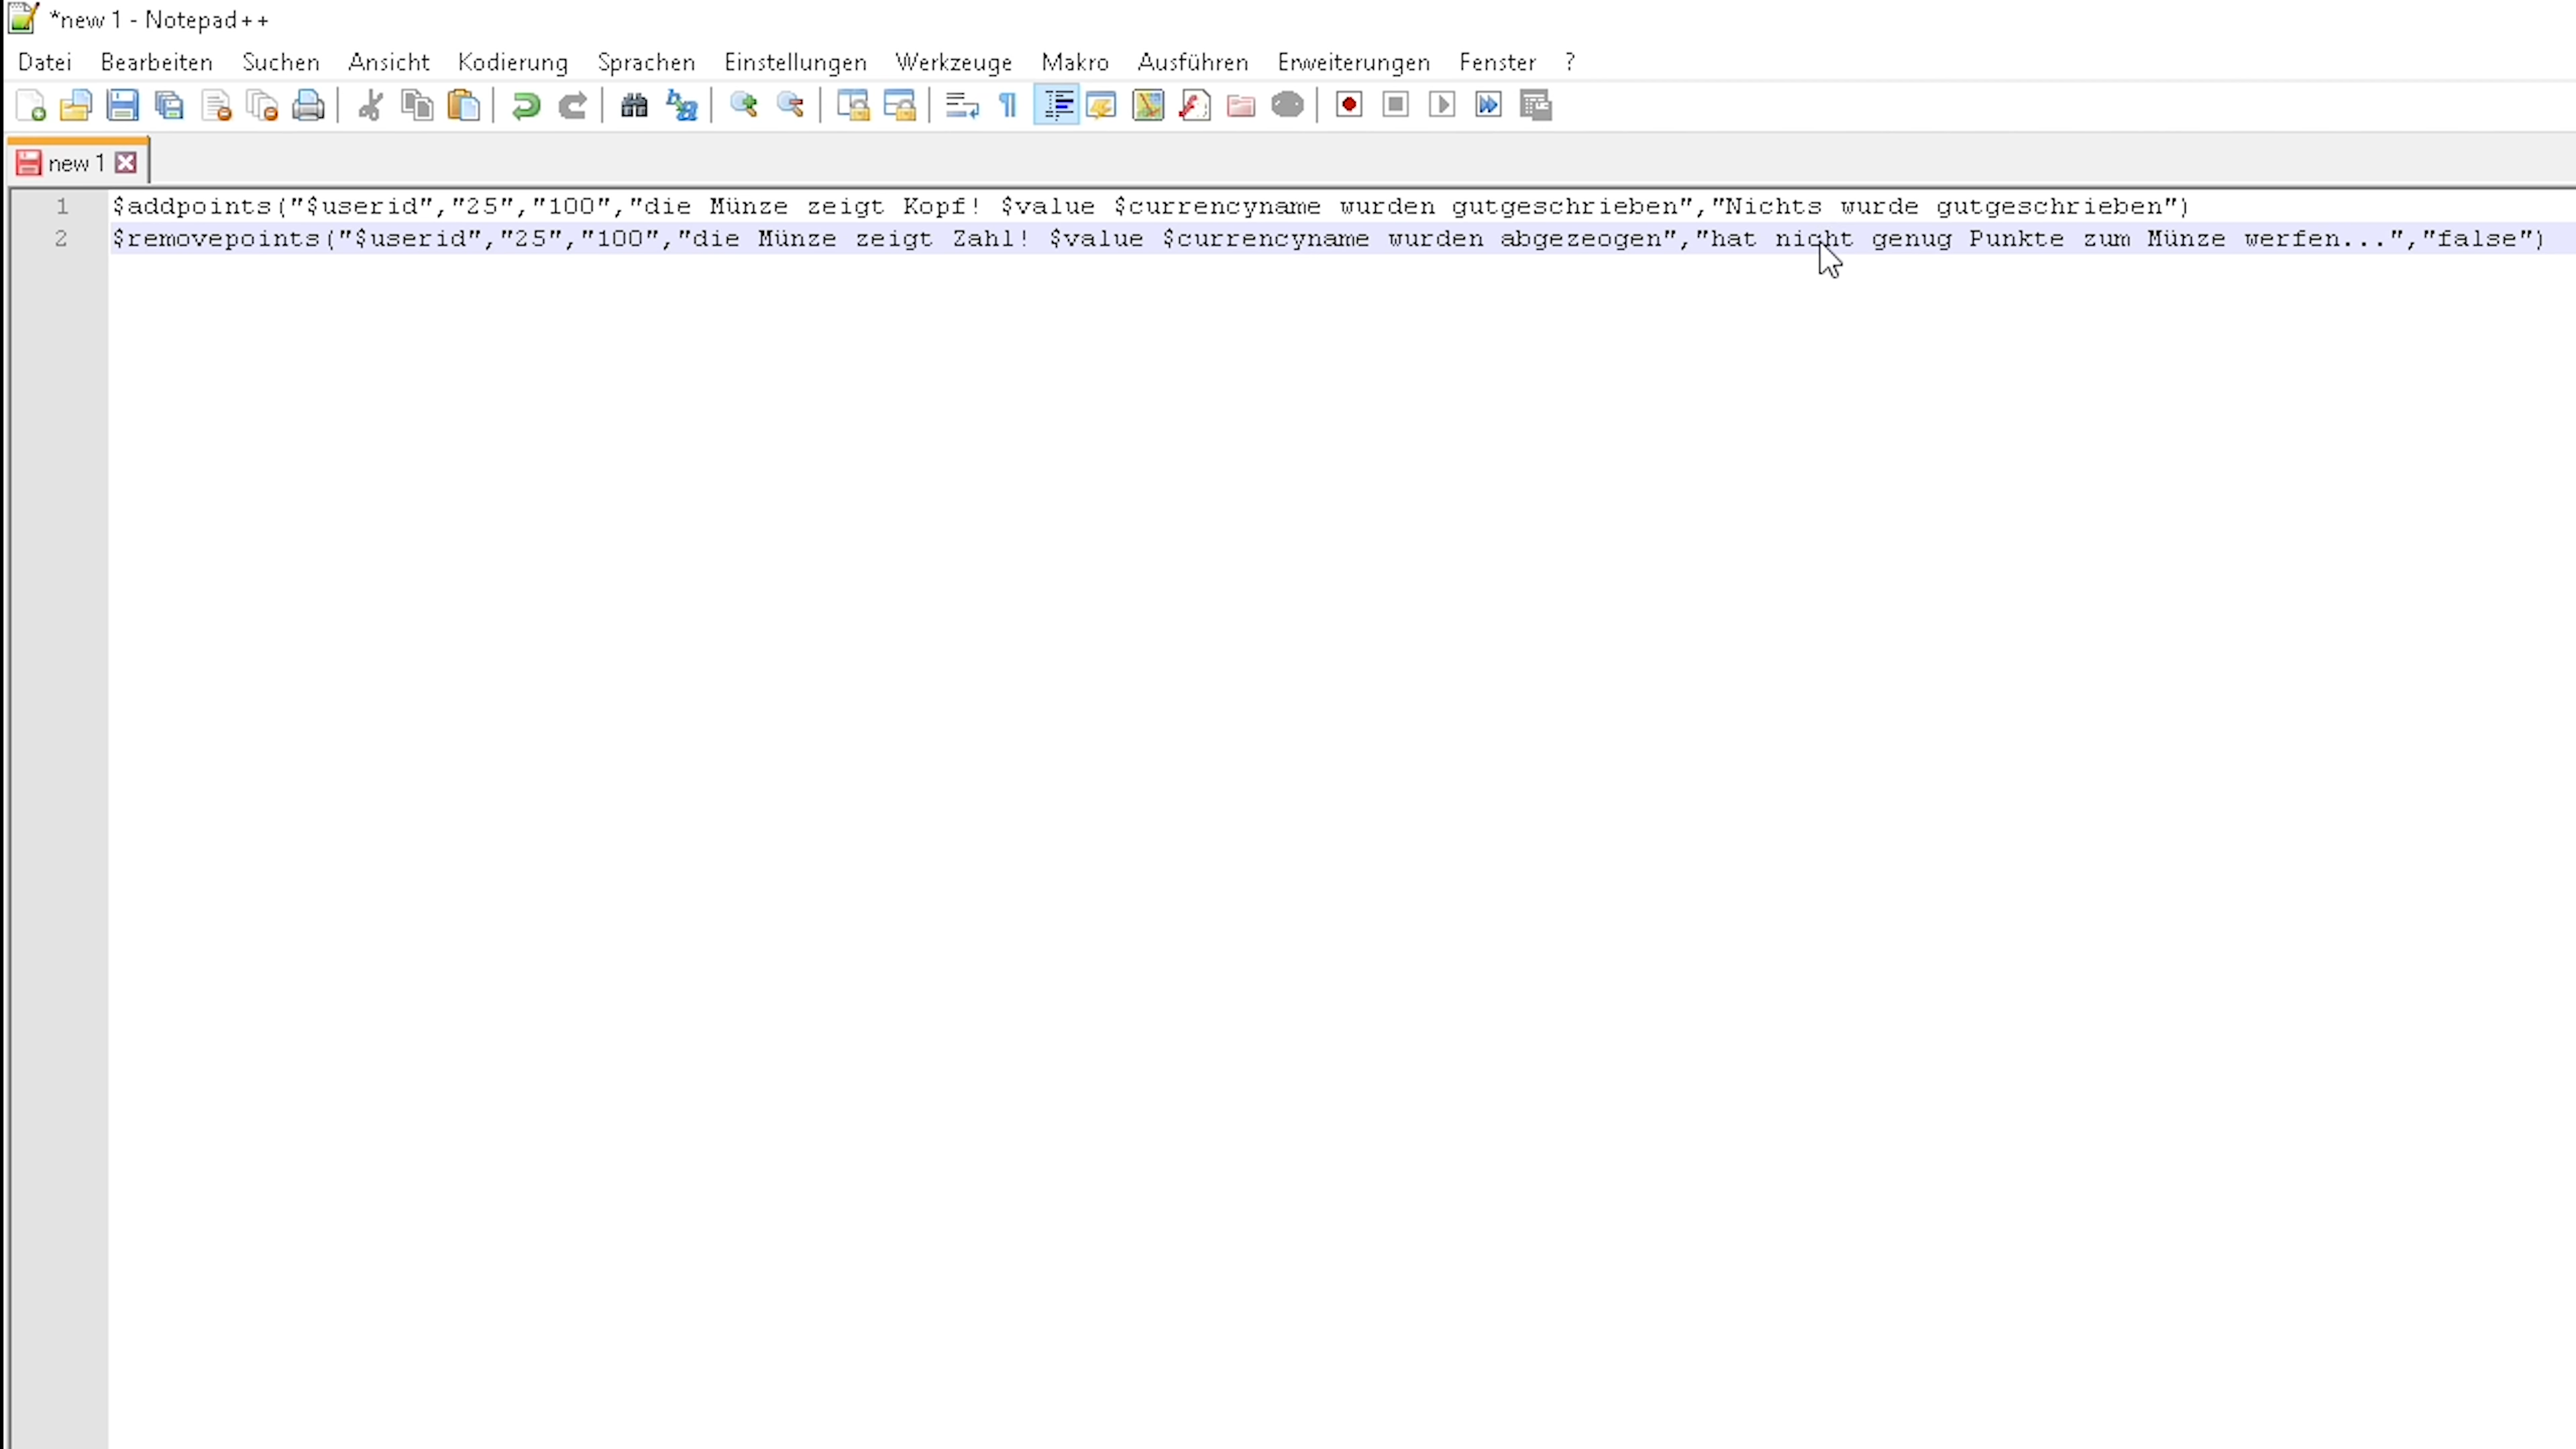 *new 1 - Notepad++
Datei Bearbeiten Suchen Ansicht Kodierung Sprachen Einstellungen Werkzeuge Makro Ausführen Erweiterungen Fenster ?
new 1
1 $addpoints("$userid","25","100","die Münze zeigt Kopf! $value $currencyname wurden gutgeschrieben","Nichts wurde gutgeschrieben")
2 $removepoints("$userid","25","100","die Münze zeigt Zahl! $value $currencyname wurden abgezeogen","hat nicht genug Punkte zum Münze werfen...","false")